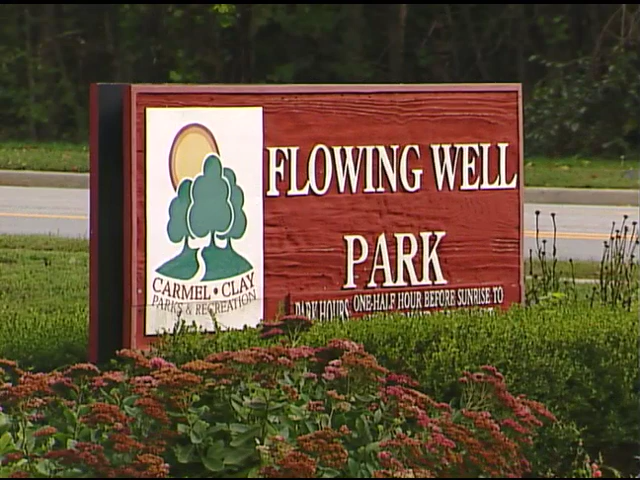 FLOWING WELL
PARK
CARMEL • CLAY
PARKS & RECREATION
PARK HOURS ONE-HALF HOUR BEFORE SUNRISE TO